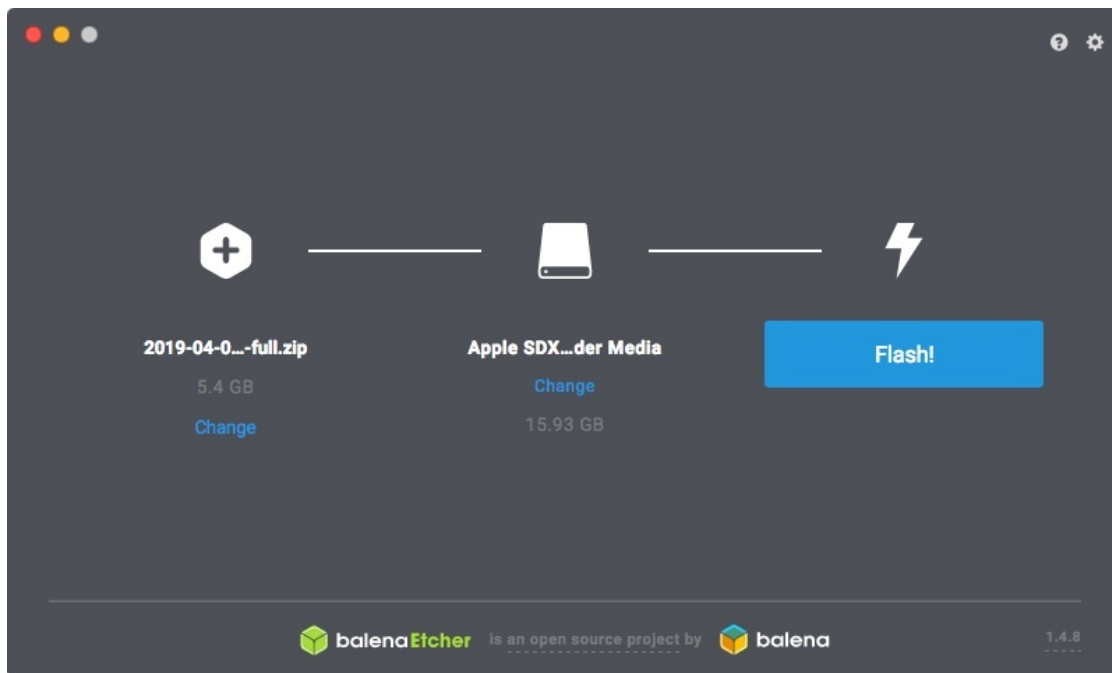 2019-04-0...-full.zip
5.4 GB
Change
Apple SDX...der Media
Change
15.93 GB
Flash!
balenaEtcher is an open source project by balena
1.4.8